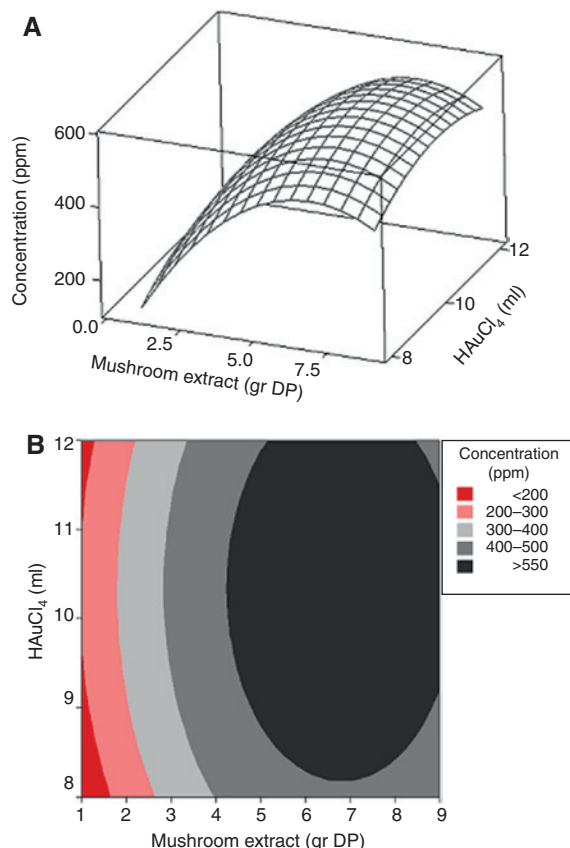 A
600
400
200
0.0
2.5
5.0
7.5
8
10
12
Concentration (ppm)
Mushroom extract (gr DP)
HAuCl₄ (ml)
B
12
11
10
9
8
1 2 3 4 5 6 7 8 9
HAuCl₄ (ml)
Mushroom extract (gr DP)
Concentration
(ppm)
<200
200–300
300–400
400–500
>550